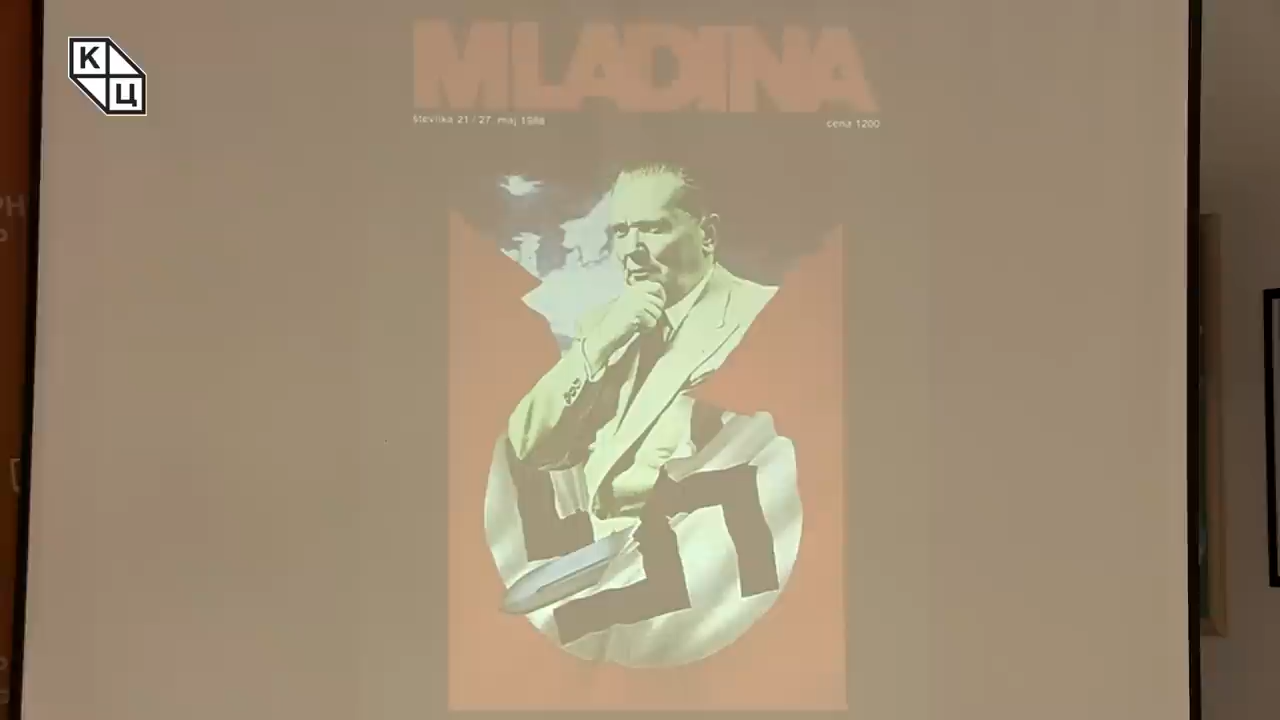 К
Ц
MLADINA
številka 21 / 27. maj 1988
cena 1200